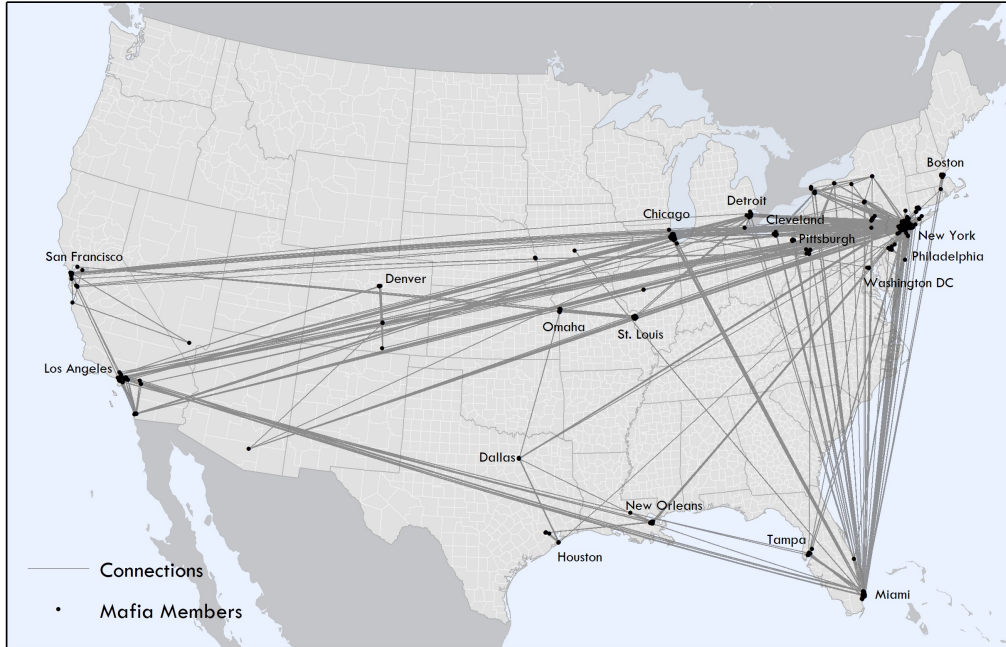 Boston
Detroit
Chicago
Cleveland
New York
Pittsburgh
San Francisco
Philadelphia
Denver
Washington DC
Omaha
St. Louis
Los Angeles
Dallas
New Orleans
Tampa
Houston
Connections
Miami
Mafia Members